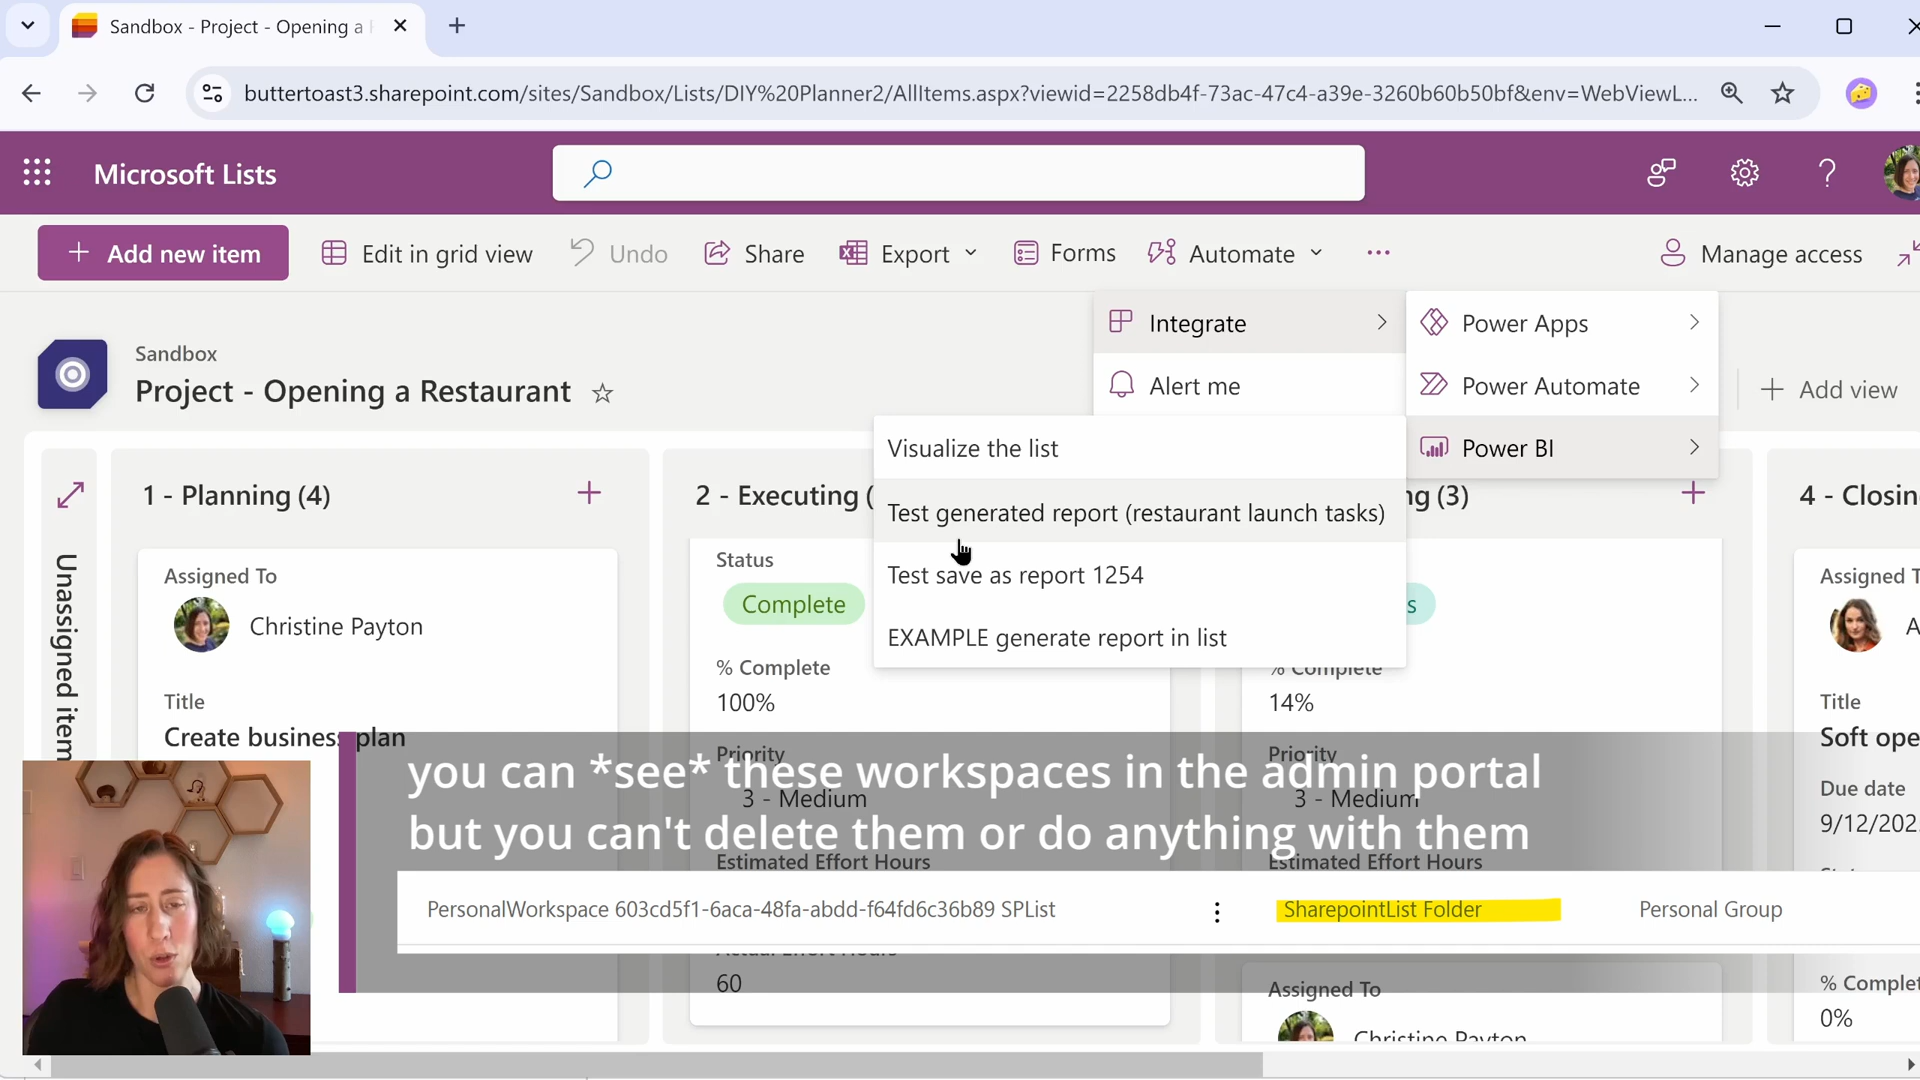 Sandbox - Project - Opening a
buttertoast3.sharepoint.com/sites/Sandbox/Lists/DIY%20Planner2/AllItems.aspx?viewid=2258db4f-73ac-47c4-a39e-3260b60b50bf&env=WebViewL...
Microsoft Lists
Add new item
Edit in grid view
Undo
Share
Export
Forms
Automate
Manage access
Integrate
Power Apps
Sandbox
Project - Opening a Restaurant
Alert me
Power Automate
Add view
Visualize the list
Power BI
1 - Planning (4)
2 - Executing (
ng (3)
4 - Closin
Test generated report (restaurant launch tasks)
Test save as report 1254
EXAMPLE generate report in list
Unassigned item
Assigned To
Christine Payton
Title
Create business plan
Status
Complete
% Complete
100%
Priority
3 - Medium
Estimated Effort Hours
60
s
% Complete
14%
Priority
3 - Medium
Estimated Effort Hours
Assigned To
Christine Payton
Assigned T
A
Title
Soft ope
Due date
9/12/202
% Complet
0%
you can *see* these workspaces in the admin portal
but you can't delete them or do anything with them
PersonalWorkspace 603cd5f1-6aca-48fa-abdd-f64fd6c36b89 SPList
SharepointList Folder
Personal Group